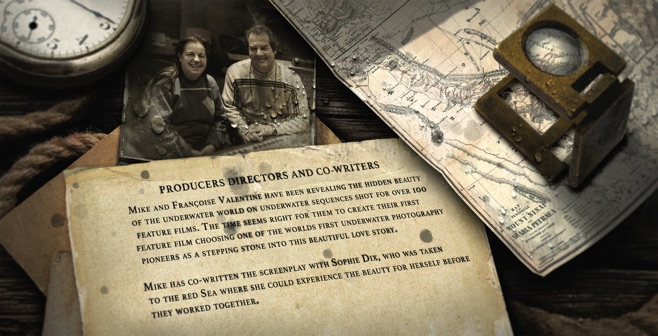 PRODUCERS DIRECTORS AND CO-WRITERS
MIKE AND FRANÇOISE VALENTINE HAVE BEEN REVEALING THE HIDDEN BEAUTY
OF THE UNDERWATER WORLD ON UNDERWATER SEQUENCES SHOT FOR OVER 100
FEATURE FILMS. THE TIME SEEMS RIGHT FOR THEM TO CREATE THEIR FIRST
FEATURE FILM CHOOSING ONE OF THE WORLDS FIRST UNDERWATER PHOTOGRAPHY
PIONEERS AS A STEPPING STONE INTO THIS BEAUTIFUL LOVE STORY.
MIKE HAS CO-WRITTEN THE SCREENPLAY WITH SOPHIE DIX, WHO WAS TAKEN
TO THE RED SEA WHERE SHE COULD EXPERIENCE THE BEAUTY FOR HERSELF BEFORE
THEY WORKED TOGETHER.